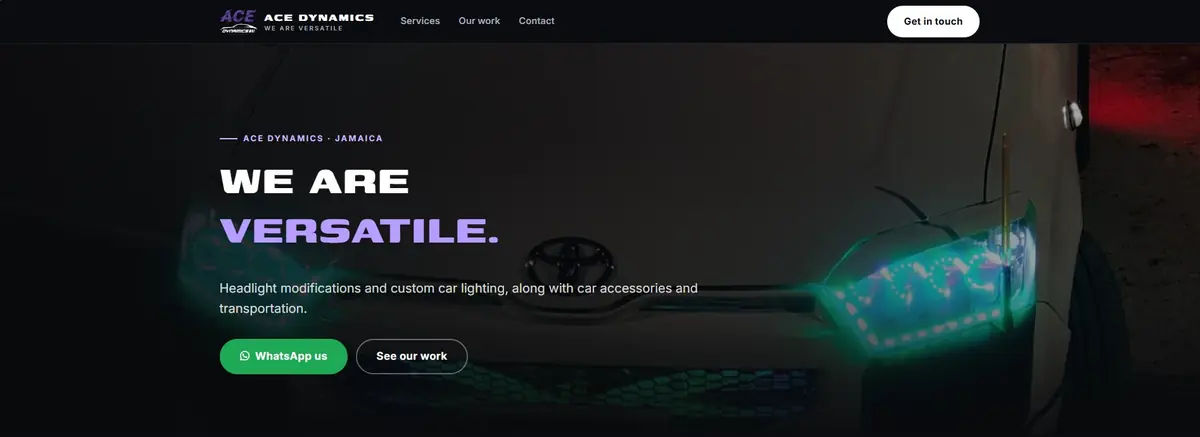 ACE
DYNAMICS
ACE DYNAMICS
WE ARE VERSATILE
Services
Our work
Contact
Get in touch
ACE DYNAMICS · JAMAICA
WE ARE
VERSATILE.
Headlight modifications and custom car lighting, along with car accessories and
transportation.
WhatsApp us
See our work